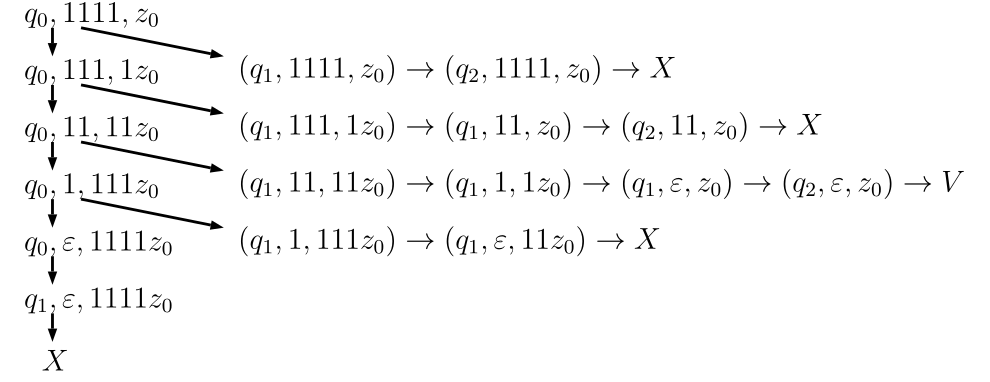 q₀, 1111, z₀
q₀, 111, 1z₀ (q₁, 1111, z₀) → (q₂, 1111, z₀) → X
q₀, 11, 11z₀ (q₁, 111, 1z₀) → (q₁, 11, z₀) → (q₂, 11, z₀) → X
q₀, 1, 111z₀ (q₁, 11, 11z₀) → (q₁, 1, 1z₀) → (q₁, ε, z₀) → (q₂, ε, z₀) → V
q₀, ε, 1111z₀ (q₁, 1, 111z₀) → (q₁, ε, 11z₀) → X
q₁, ε, 1111z₀
X